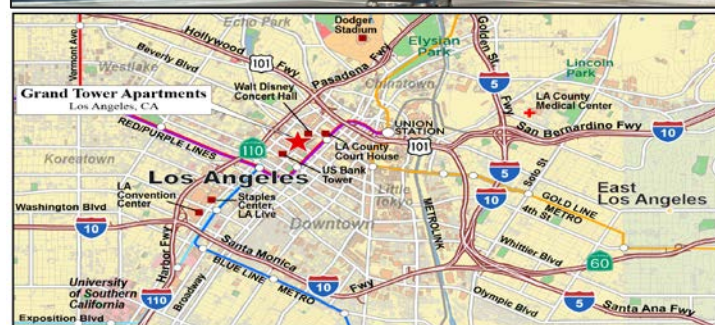 Echo Park
Dodger
Stadium
Elysian
Park
Golden
St. Fwy
5
Lincoln
Park
Hollywood
Fwy
101
Vermont Ave
Beverly Blvd
Westlake
Pasadena Fwy
Chinatown
Grand Tower Apartments
Los Angeles, CA
Walt Disney
Concert Hall
5
LA County
Medical Center
UNION
STATION
San Bernardino Fwy
10
RED/PURPLE LINES
110
LA County
Court House
101
US Bank
Tower
Koreatown
Los Angeles
Soto St
10
5
East
Los Angeles
LA
Convention
Center
Staples
Center,
LA Live
Little
Tokyo
METROLINK
GOLD LINE
METRO
4th St
Washington Blvd
10
Downtown
Harbor Fwy
Santa Monica
Fwy
Whittier Blvd
60
University
of Southern
California
110
Broadway
BLUE LINE
METRO
10
10
Olympic Blvd
5
Santa Ana Fwy
Exposition Blvd